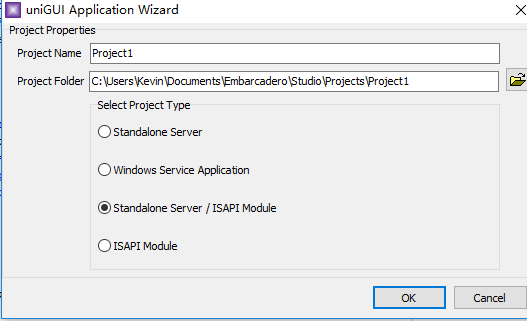 uniGUI Application Wizard
Project Properties
Project Name Project1
Project Folder C:\Users\Kevin\Documents\Embarcadero\Studio\Projects\Project1
Select Project Type
Standalone Server
Windows Service Application
Standalone Server / ISAPI Module
ISAPI Module
OK Cancel